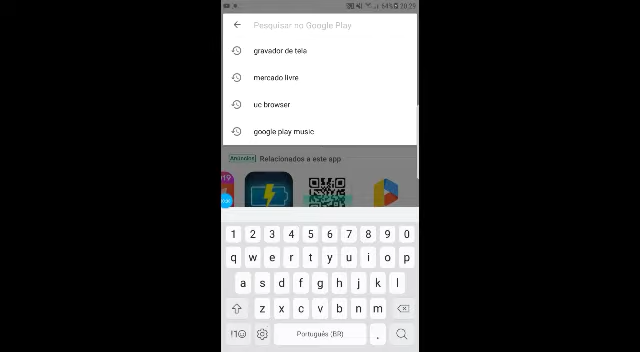 64% 20:29
Pesquisar no Google Play
gravador de tela
mercado livre
uc browser
google play music
Anúncios Relacionados a este app
1 2 3 4 5 6 7 8 9 0
q w e r t y u i o p
a s d f g h j k l
z x c v b n m
!1☺ Português (BR) .